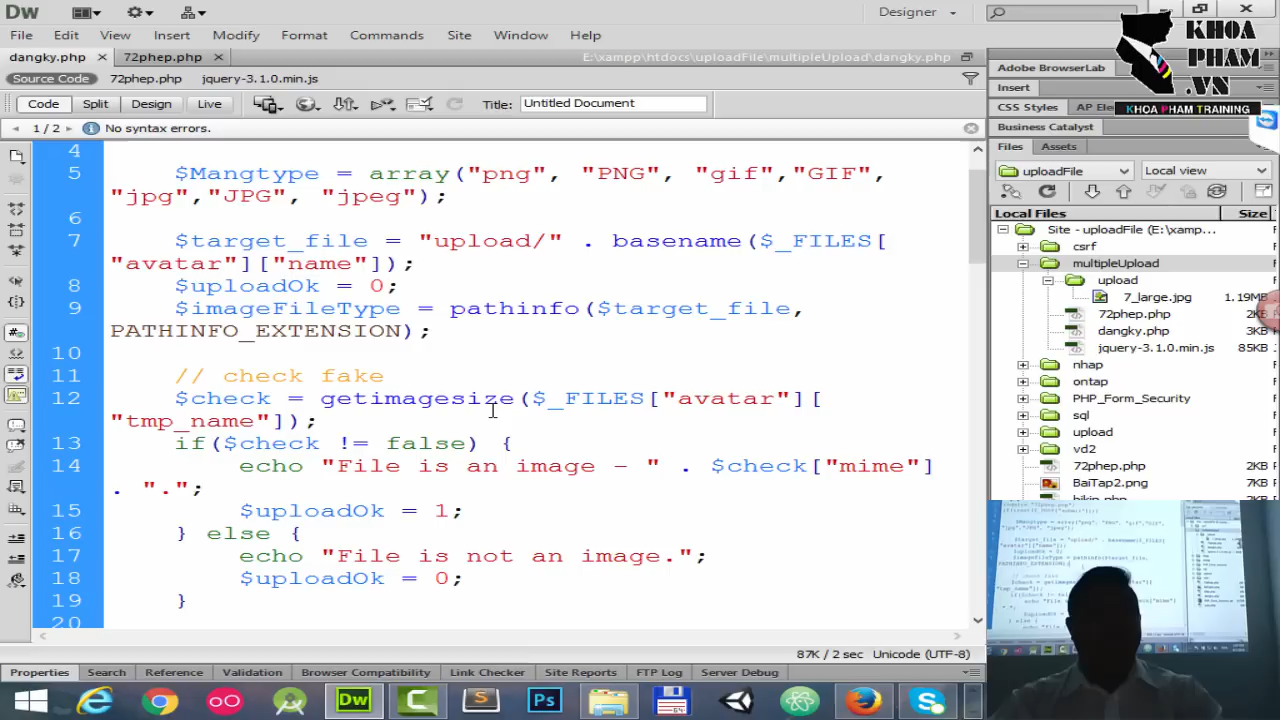 Dw
Designer
KHOA
PHAM
.VN
KHOA PHAM TRAINING
File Edit View Insert Modify Format Commands Site Window Help
dangky.php 72phep.php E:\xampp\htdocs\uploadFile\multipleUpload\dangky.php
Source Code 72phep.php jquery-3.1.0.min.js
Code Split Design Live Title: Untitled Document
1 / 2 No syntax errors.
4
5 $Mangtype = array("png", "PNG", "gif","GIF",
"jpg","JPG", "jpeg");
6
7 $target_file = "upload/" . basename($_FILES[
"avatar"]["name"]);
8 $uploadOk = 0;
9 $imageFileType = pathinfo($target_file,
PATHINFO_EXTENSION);
10
11 // check fake
12 $check = getimagesize($_FILES["avatar"][
"tmp_name"]);
13 if($check != false) {
14 echo "File is an image - " . $check["mime"]
. ".";
15 $uploadOk = 1;
16 } else {
17 echo "File is not an image.";
18 $uploadOk = 0;
19 }
20
87K / 2 sec Unicode (UTF-8)
Properties Search Reference Validation Browser Compatibility Link Checker Site Reports FTP Log Server Debug
Adobe BrowserLab
Insert
CSS Styles AP Ele
Business Catalyst
Files Assets
uploadFile Local view
Local Files Size
Site - uploadFile (E:\xamp...
csrf
multipleUpload
upload
7_large.jpg 1.19MB
72phep.php 2KB
dangky.php 3KB
jquery-3.1.0.min.js 85KB
nhap
ontap
PHP_Form_Security
sql
upload
vd2
72phep.php 2KB
BaiTap2.png 7KB
Dw Ps